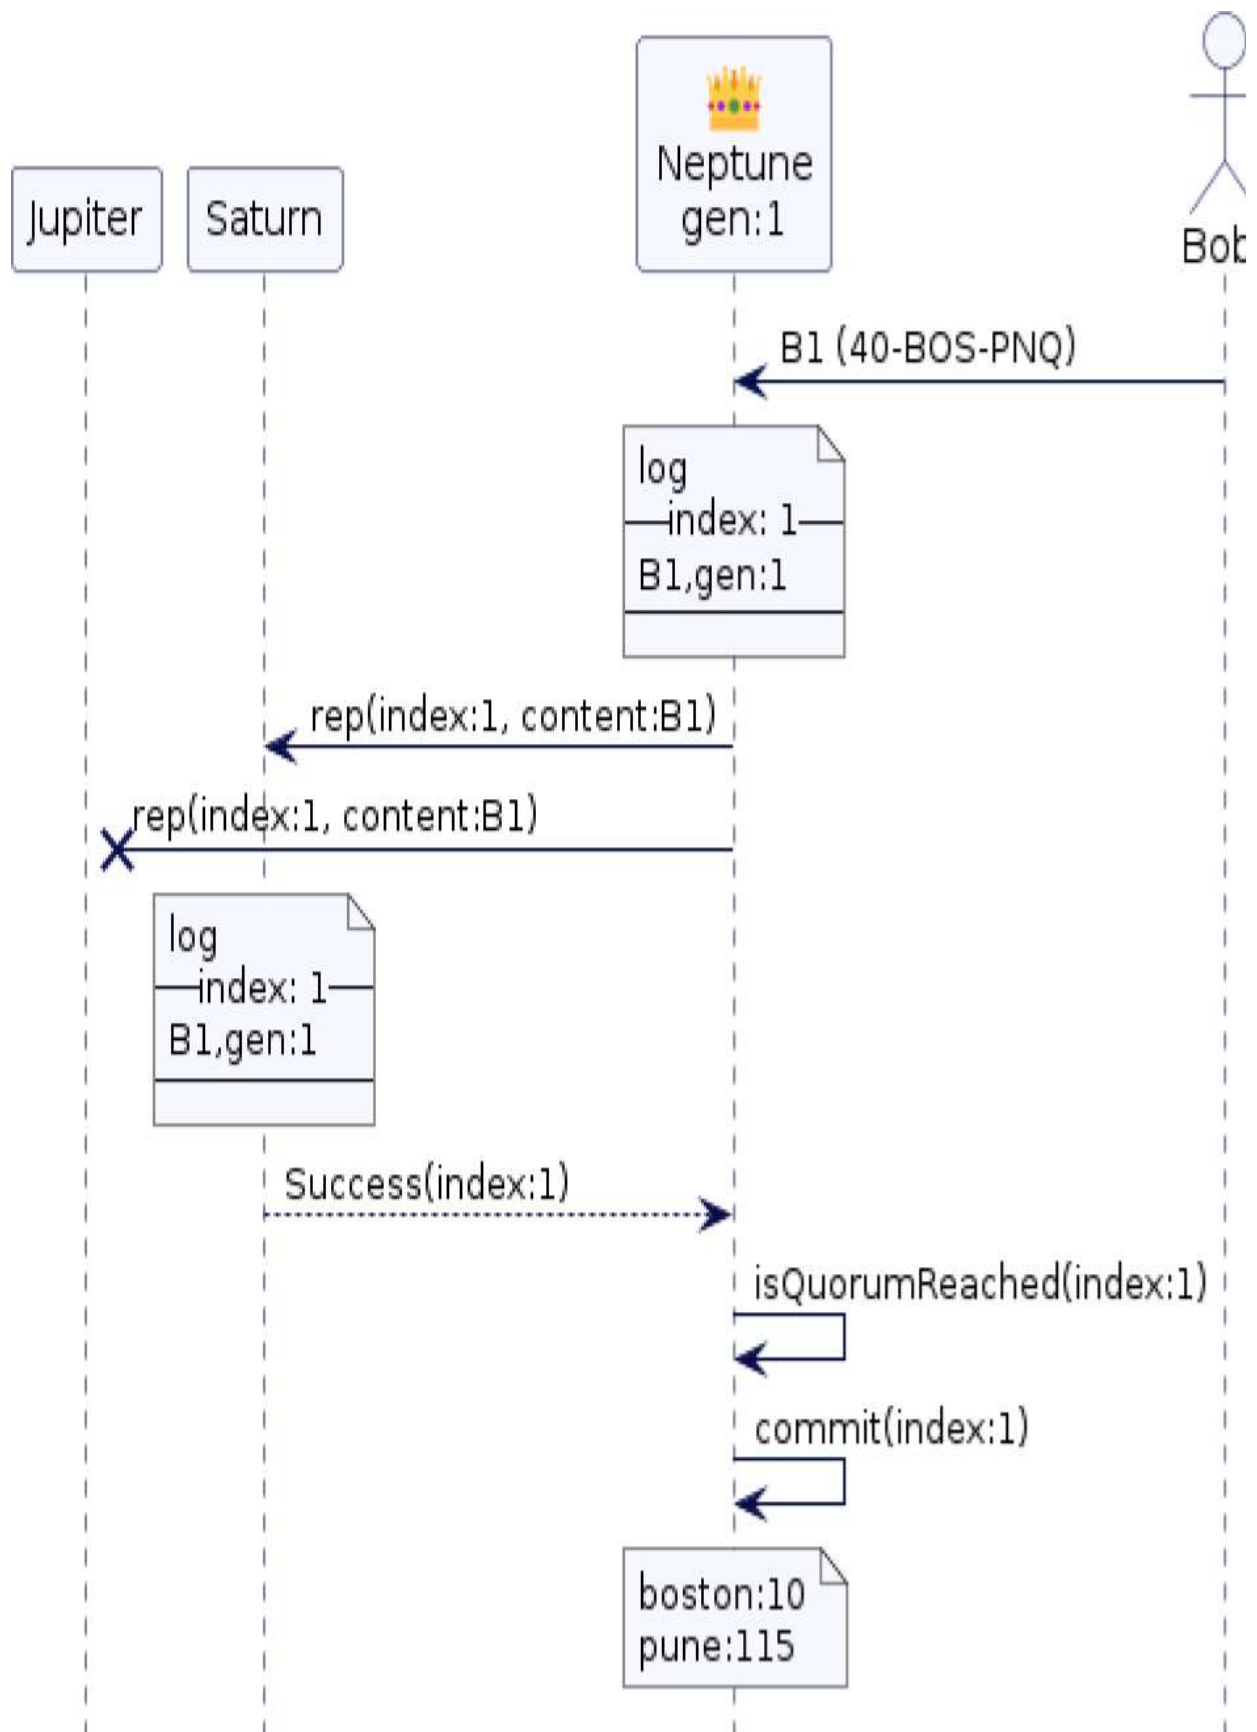 Neptune
gen:1
Jupiter
Saturn
Bob
B1 (40-BOS-PNQ)
log
index: 1
B1,gen:1
rep(index:1, content:B1)
rep(index:1, content:B1)
log
index: 1
B1,gen:1
Success(index:1)
isQuorumReached(index:1)
commit(index:1)
boston:10
pune:115